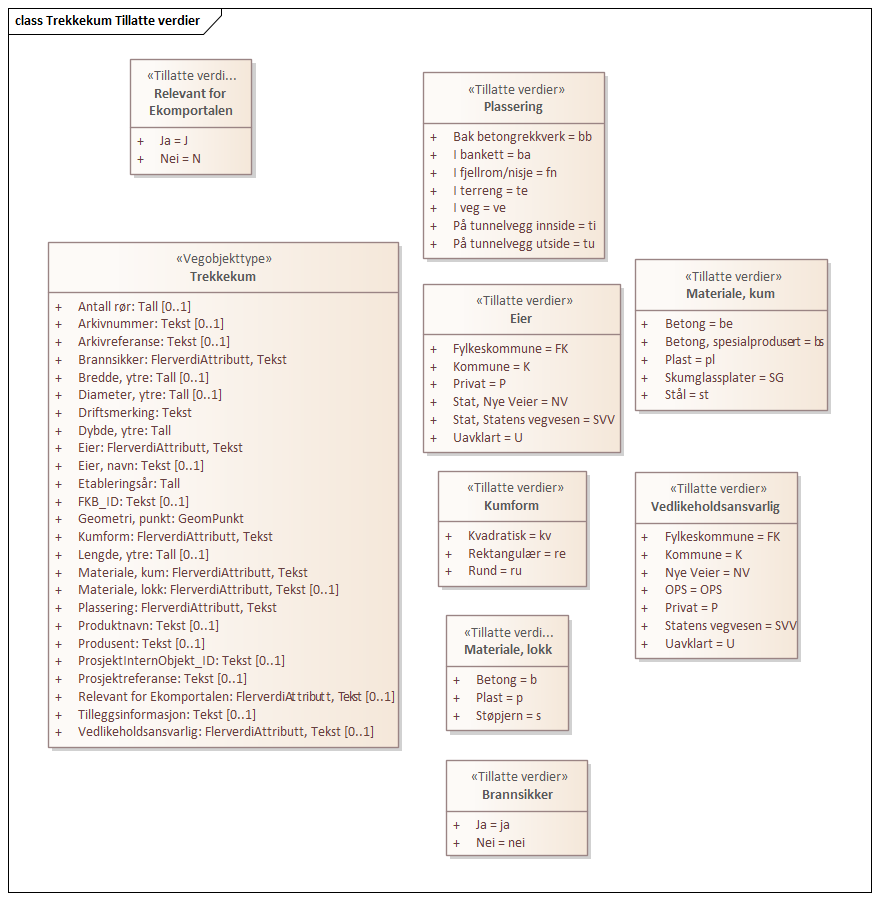 class Trekkekum Tillatte verdier
«Tillatte verdi...
Relevant for
Ekomportalen
+ Ja = J
+ Nei = N
«Tillatte verdier»
Plassering
+ Bak betongrekkverk = bb
+ I bankett = ba
+ I fjellrom/nisje = fn
+ I terreng = te
+ I veg = ve
+ På tunnelvegg innside = ti
+ På tunnelvegg utside = tu
«Vegobjekttype»
Trekkekum
+ Antall rør: Tall [0..1]
+ Arkivnummer: Tekst [0..1]
+ Arkivreferanse: Tekst [0..1]
+ Brannsikker: FlerverdiAttributt, Tekst
+ Bredde, ytre: Tall [0..1]
+ Diameter, ytre: Tall [0..1]
+ Driftsmerking: Tekst
+ Dybde, ytre: Tall
+ Eier: FlerverdiAttributt, Tekst
+ Eier, navn: Tekst [0..1]
+ Etableringsår: Tall
+ FKB_ID: Tekst [0..1]
+ Geometri, punkt: GeomPunkt
+ Kumform: FlerverdiAttributt, Tekst
+ Lengde, ytre: Tall [0..1]
+ Materiale, kum: FlerverdiAttributt, Tekst
+ Materiale, lokk: FlerverdiAttributt, Tekst [0..1]
+ Plassering: FlerverdiAttributt, Tekst
+ Produktnavn: Tekst [0..1]
+ Produsent: Tekst [0..1]
+ ProsjektInternObjekt_ID: Tekst [0..1]
+ Prosjektreferanse: Tekst [0..1]
+ Relevant for Ekomportalen: FlerverdiAttributt, Tekst [0..1]
+ Tilleggsinformasjon: Tekst [0..1]
+ Vedlikeholdsansvarlig: FlerverdiAttributt, Tekst [0..1]
«Tillatte verdier»
Eier
+ Fylkeskommune = FK
+ Kommune = K
+ Privat = P
+ Stat, Nye Veier = NV
+ Stat, Statens vegvesen = SVV
+ Uavklart = U
«Tillatte verdier»
Materiale, kum
+ Betong = be
+ Betong, spesialprodusert = bs
+ Plast = pl
+ Skumglassplater = SG
+ Stål = st
«Tillatte verdier»
Kumform
+ Kvadratisk = kv
+ Rektangulær = re
+ Rund = ru
«Tillatte verdier»
Vedlikeholdsansvarlig
+ Fylkeskommune = FK
+ Kommune = K
+ Nye Veier = NV
+ OPS = OPS
+ Privat = P
+ Statens vegvesen = SVV
+ Uavklart = U
«Tillatte verdi...
Materiale, lokk
+ Betong = b
+ Plast = p
+ Støpjern = s
«Tillatte verdier»
Brannsikker
+ Ja = ja
+ Nei = nei